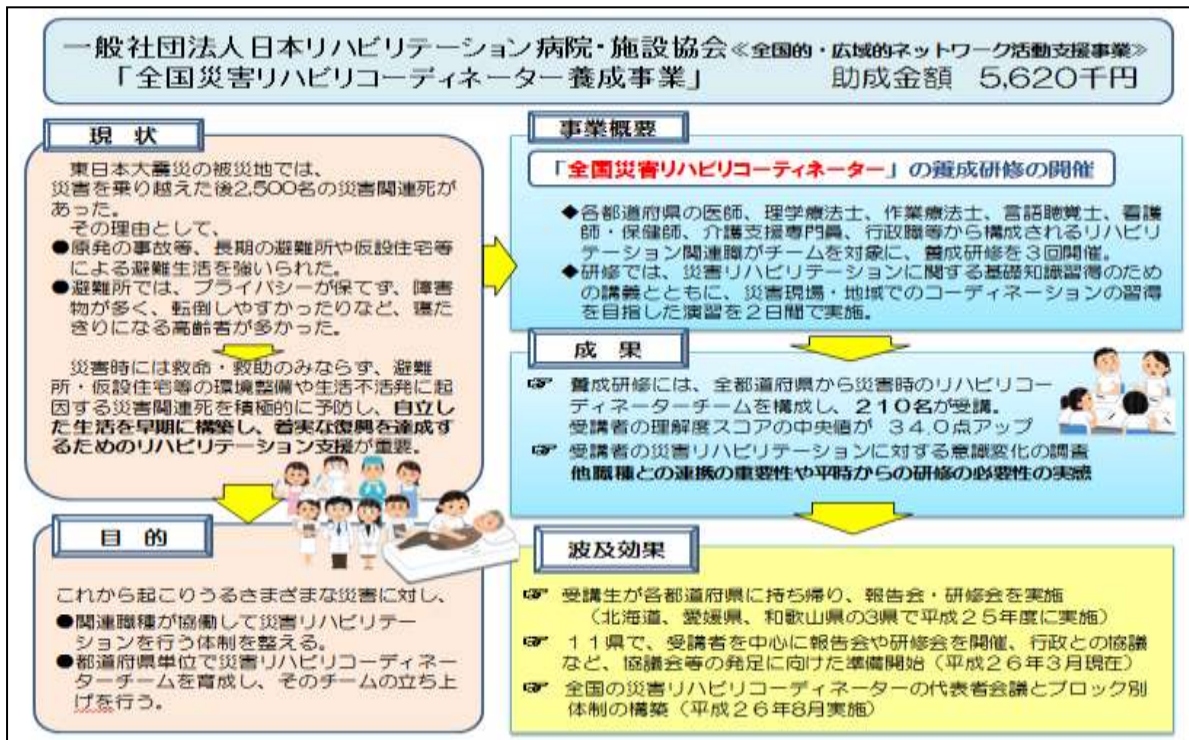 一般社団法人日本リハビリテーション病院・施設協会≪全国的・広域的ネットワーク活動支援事業≫
「全国災害リハビリコーディネーター養成事業」　助成金額　5,620千円
現　状
東日本大震災の被災地では、
災害を乗り越えた後2,500名の災害関連死が
あった。
その理由として、
●原発の事故等、長期の避難所や仮設住宅等
による避難生活を強いられた。
●避難所では、プライバシーが保てず、障害
物が多く、転倒しやすかったりなど、寝た
きりになる高齢者が多かった。
災害時には救命・救助のみならず、避難
所・仮設住宅等の環境整備や生活不活発に起
因する災害関連死を積極的に予防し、自立し
た生活を早期に構築し、着実な復興を達成す
るためのリハビリテーション支援が重要。
目　的
これから起こりうるさまざまな災害に対し、
●関連職種が協働して災害リハビリテー
ションを行う体制を整える。
●都道府県単位で災害リハビリコーディネー
ターチームを育成し、そのチームの立ち上
げを行う。
事業概要
「全国災害リハビリコーディネーター」の養成研修の開催
◆各都道府県の医師、理学療法士、作業療法士、言語聴覚士、看護
師・保健師、介護支援専門員、行政職等から構成されるリハビリ
テーション関連職がチームを対象に、養成研修を３回開催。
◆研修では、災害リハビリテーションに関する基礎知識習得のため
の講義とともに、災害現場・地域でのコーディネーションの習得
を目指した演習を２日間で実施。
成　果
☞　養成研修には、全都道府県から災害時のリハビリコー
ディネーターチームを構成し、２１０名が受講。
受講者の理解度スコアの中央値が　３４.０点アップ
☞　受講者の災害リハビリテーションに対する意識変化の調査
他職種との連携の重要性や平時からの研修の必要性の実感
波及効果
☞　受講生が各都道府県に持ち帰り、報告会・研修会を実施
（北海道、愛媛県、和歌山県の3県で平成２５年度に実施）
☞　１１県で、受講者を中心に報告会や研修会を開催、行政との協議
など、協議会等の発足に向けた準備開始（平成２６年３月現在）
☞　全国の災害リハビリコーディネーターの代表者会議とブロック別
体制の構築（平成２６年8月実施）